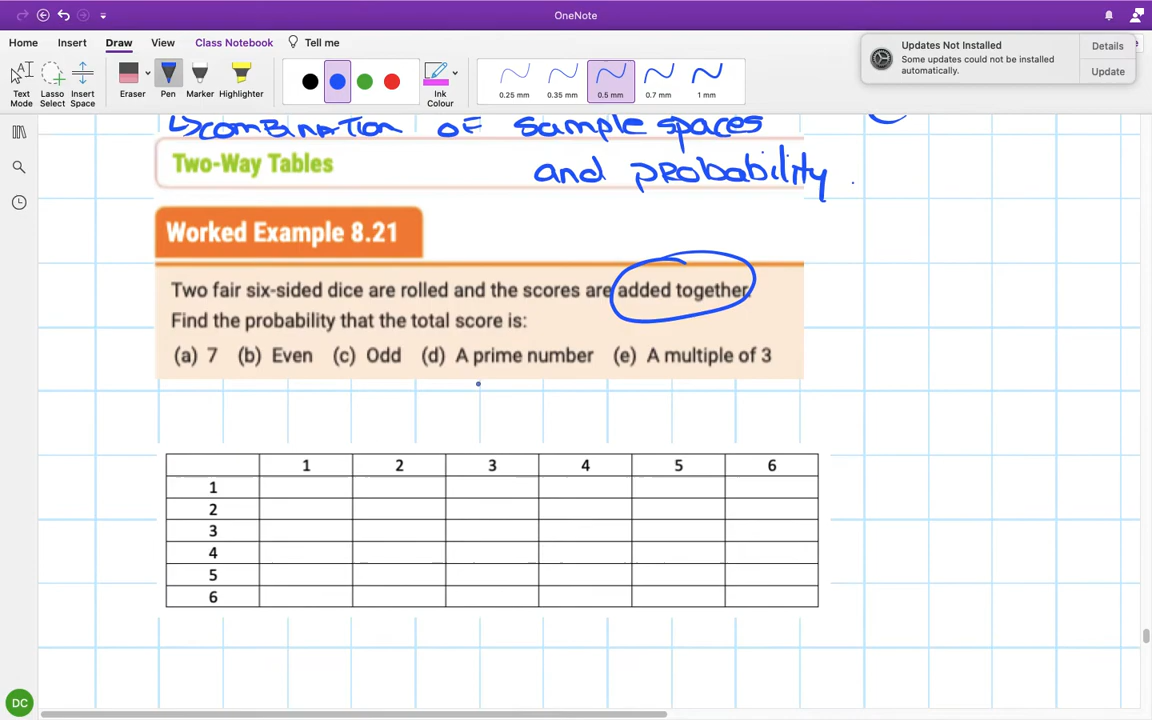 OneNote
Home Insert Draw View Class Notebook Tell me
Updates Not Installed
Some updates could not be installed
automatically.
Details
Update
Text
Mode
Lasso
Select
Insert
Space
Eraser
Pen
Marker
Highlighter
Ink
Colour
0.25 mm 0.35 mm 0.5 mm 0.7 mm 1 mm
↳ combination of sample spaces
and probability.
Two-Way Tables
Worked Example 8.21
Two fair six-sided dice are rolled and the scores are added together.
Find the probability that the total score is:
(a) 7 (b) Even (c) Odd (d) A prime number (e) A multiple of 3
1 2 3 4 5 6
1
2
3
4
5
6
DC